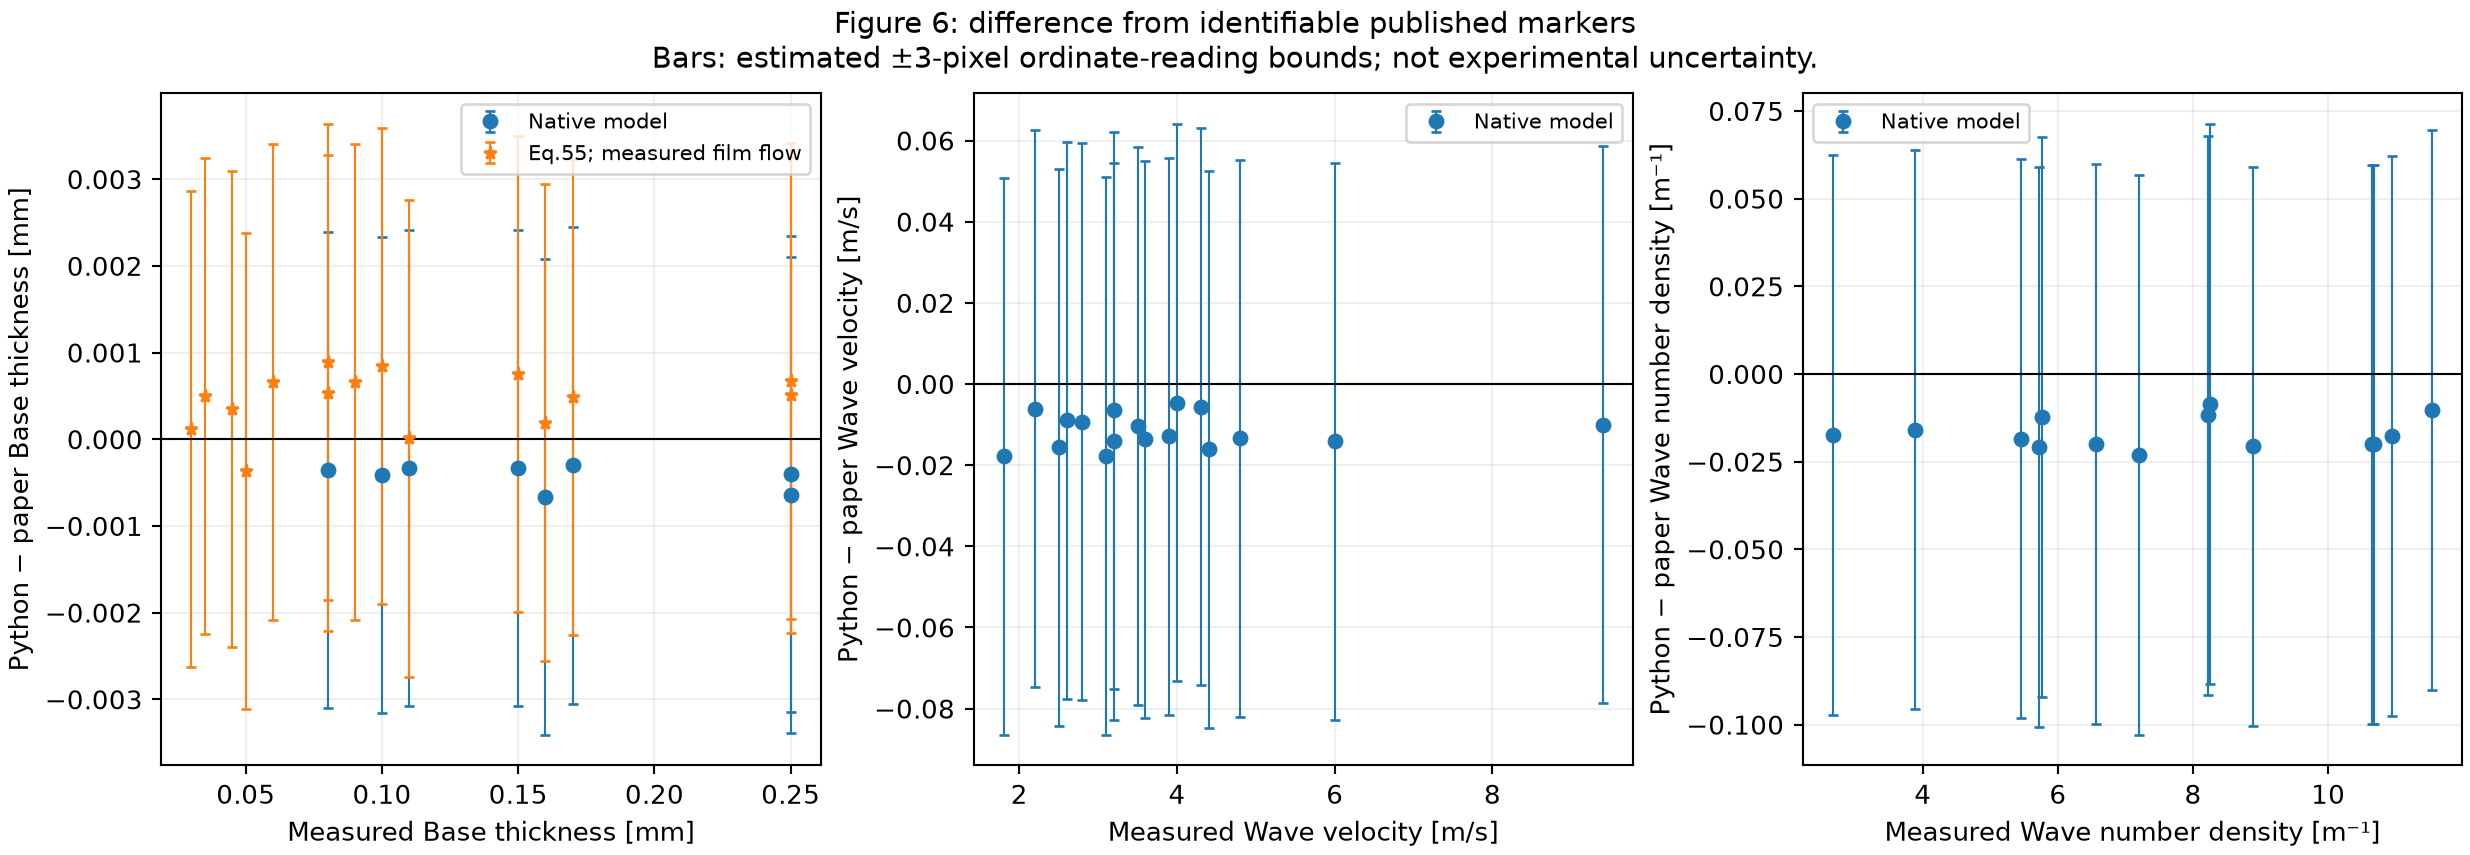 Figure 6: difference from identifiable published markers
Bars: estimated ±3-pixel ordinate-reading bounds; not experimental uncertainty.
Python − paper Base thickness [mm]
0.003
0.002
0.001
0.000
−0.001
−0.002
−0.003
Native model
Eq.55; measured film flow
0.05 0.10 0.15 0.20 0.25
Measured Base thickness [mm]
Python − paper Wave velocity [m/s]
0.06
0.04
0.02
0.00
−0.02
−0.04
−0.06
−0.08
Native model
2 4 6 8
Measured Wave velocity [m/s]
Python − paper Wave number density [m⁻¹]
0.075
0.050
0.025
0.000
−0.025
−0.050
−0.075
−0.100
Native model
4 6 8 10
Measured Wave number density [m⁻¹]